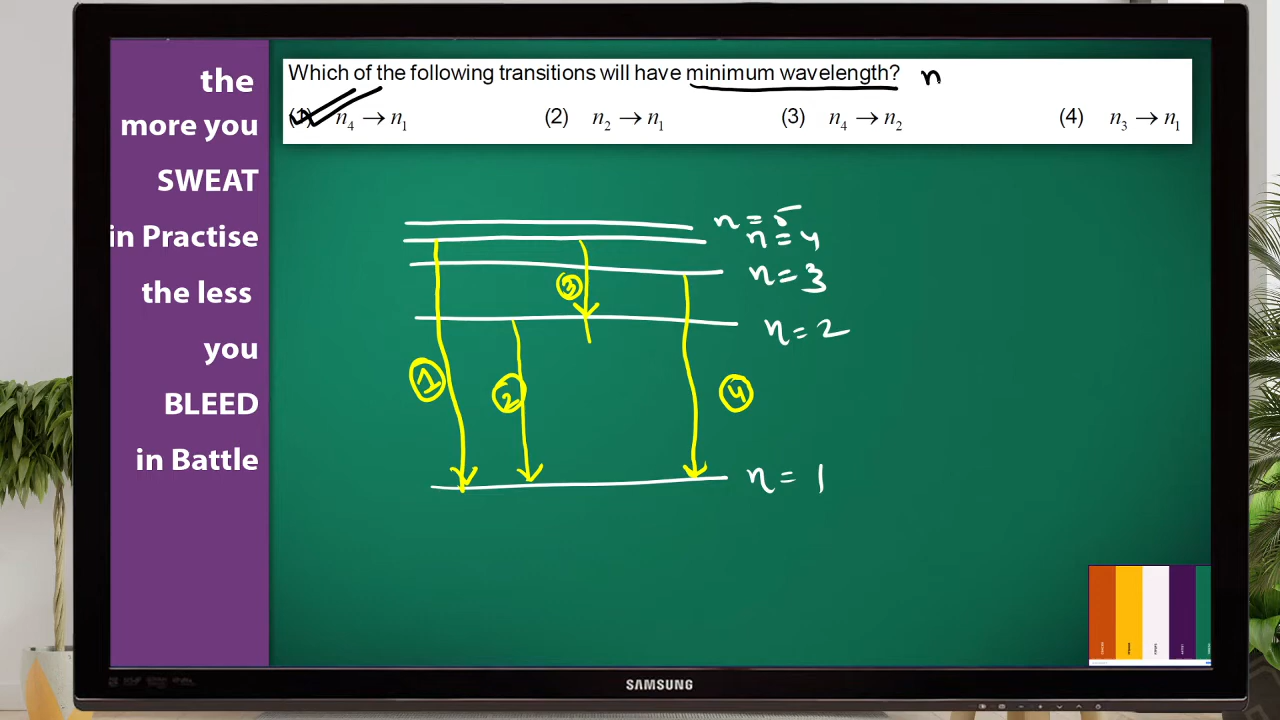 the
more you
SWEAT
in Practise
the less
you
BLEED
in Battle
Which of the following transitions will have minimum wavelength? n
(1) n4 → n1
(2) n2 → n1
(3) n4 → n2
(4) n3 → n1
n = 5
n = 4
n = 3
n = 2
n = 1
1
2
3
4
SAMSUNG